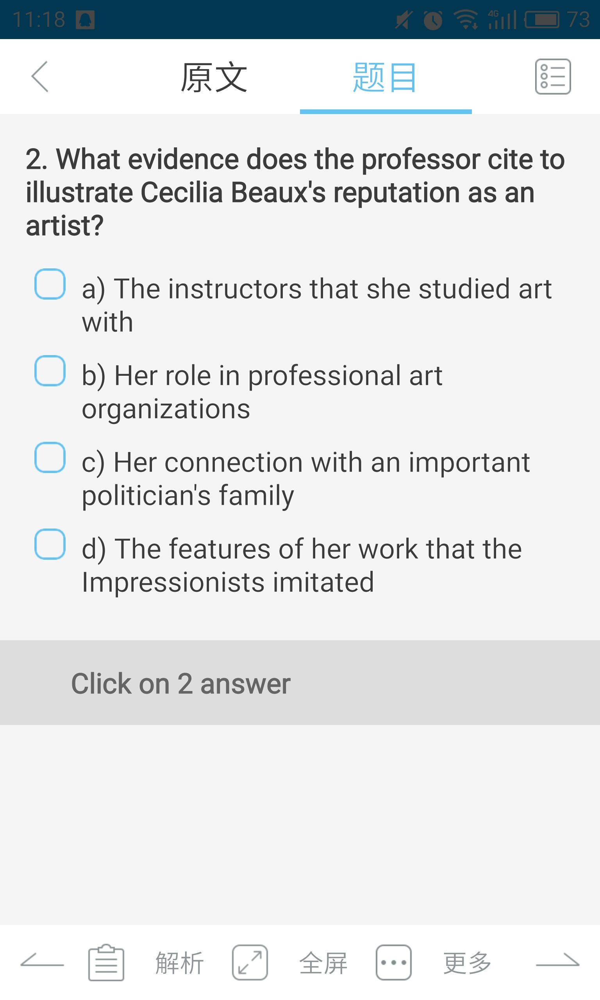 11:18
4G
73
原文
题目
2. What evidence does the professor cite to
illustrate Cecilia Beaux's reputation as an
artist?
a) The instructors that she studied art
with
b) Her role in professional art
organizations
c) Her connection with an important
politician's family
d) The features of her work that the
Impressionists imitated
Click on 2 answer
解析
全屏
更多